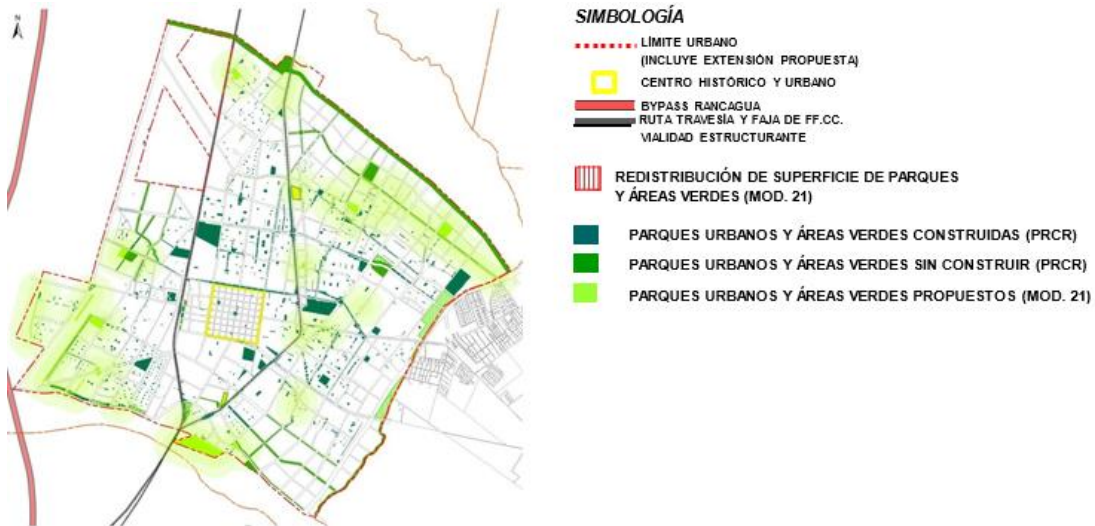 N
SIMBOLOGÍA
LÍMITE URBANO
(INCLUYE EXTENSIÓN PROPUESTA)
CENTRO HISTÓRICO Y URBANO
BYPASS RANCAGUA
RUTA TRAVESÍA Y FAJA DE FF.CC.
VIALIDAD ESTRUCTURANTE
REDISTRIBUCIÓN DE SUPERFICIE DE PARQUES
Y ÁREAS VERDES (MOD. 21)
PARQUES URBANOS Y ÁREAS VERDES CONSTRUIDAS (PRCR)
PARQUES URBANOS Y ÁREAS VERDES SIN CONSTRUIR (PRCR)
PARQUES URBANOS Y ÁREAS VERDES PROPUESTOS (MOD. 21)